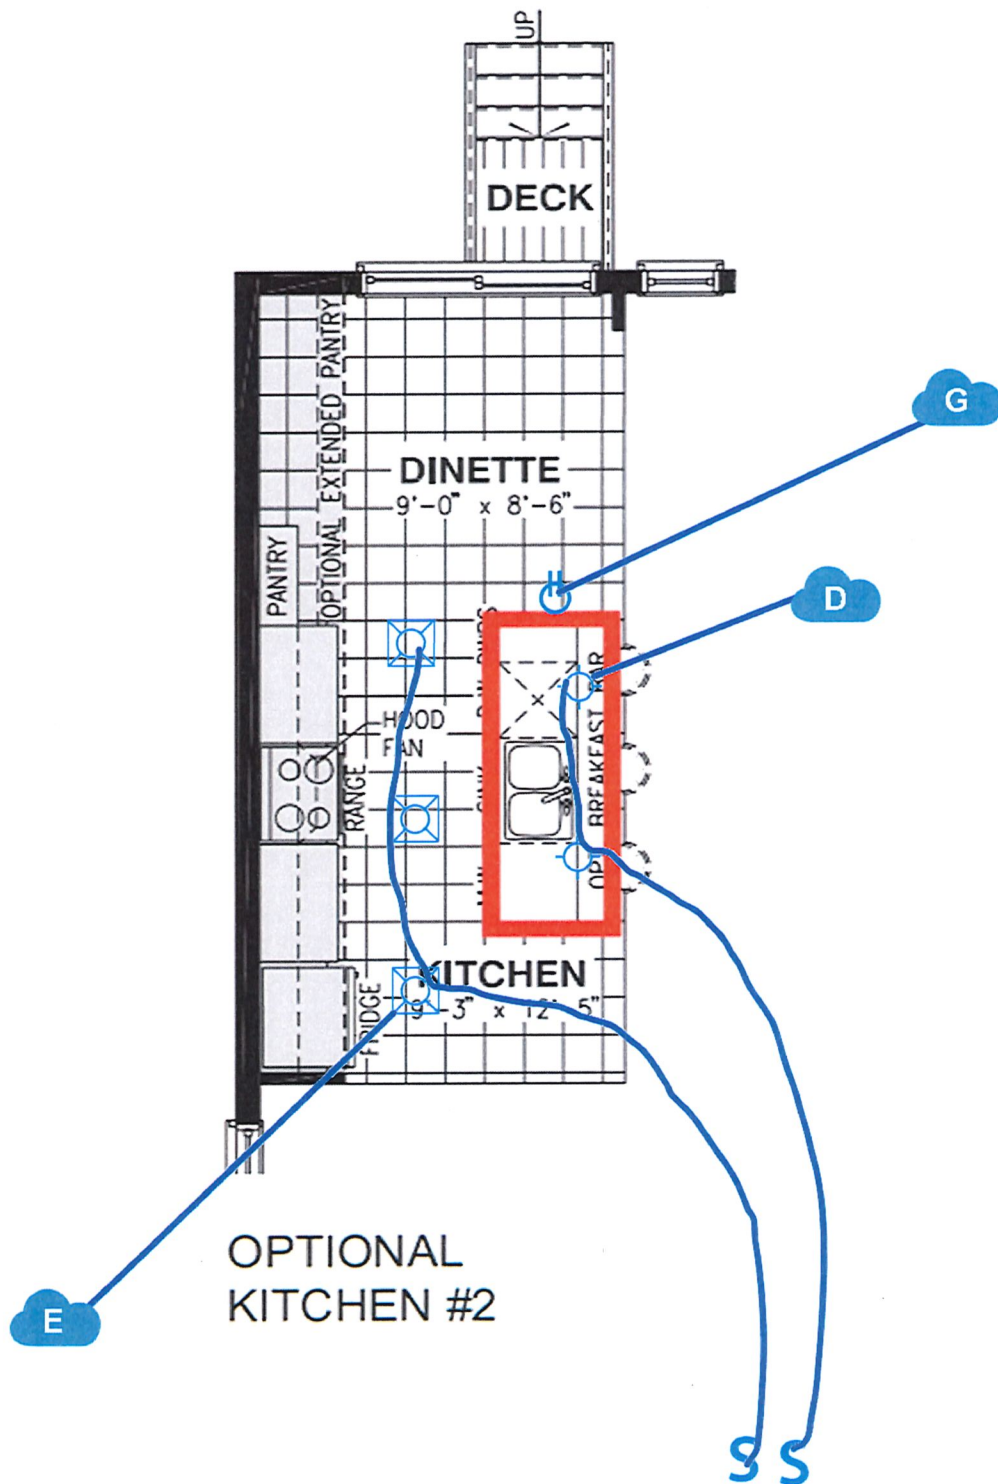 UP
DECK
OPTIONAL EXTENDED PANTRY
G
DINETTE
9'-0" x 8'-6"
PANTRY
D
HOOD
FAN
RANGE
BREAKFAST BAR
KITCHEN
FRIDGE
OPTIONAL
KITCHEN #2
E
S S